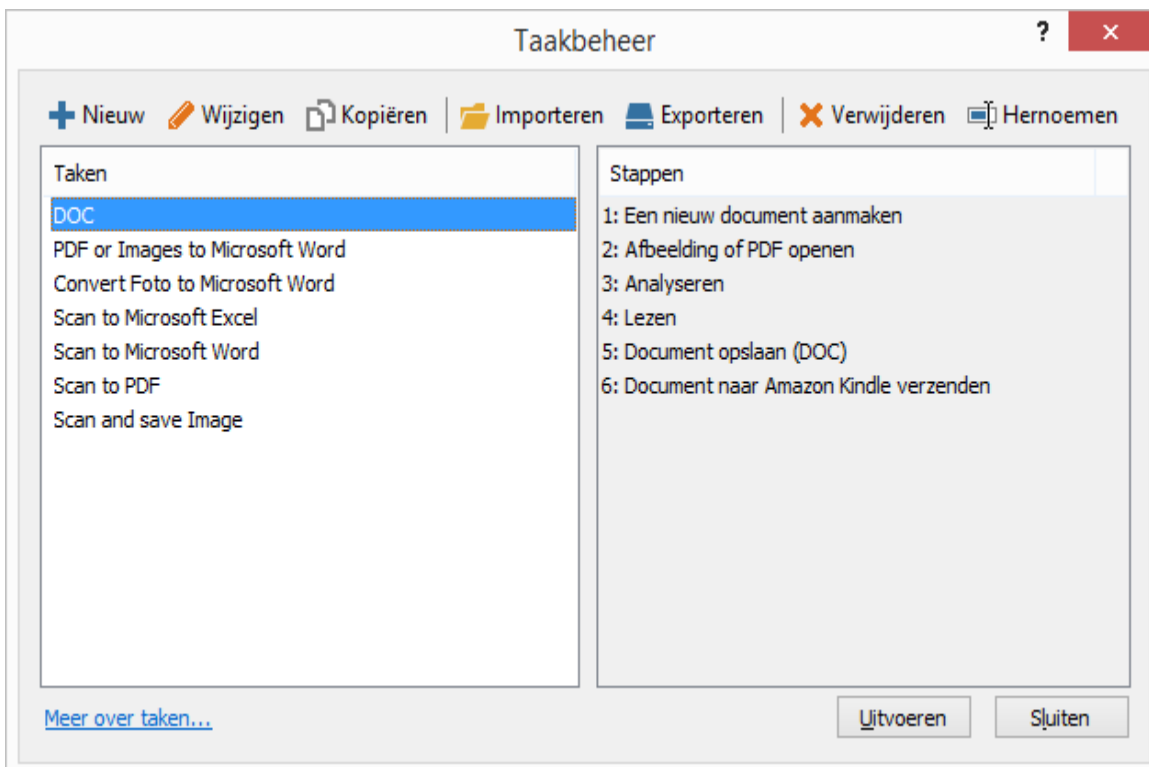 Taakbeheer
?
Nieuw Wijzigen Kopiëren Importeren Exporteren Verwijderen Hernoemen
Taken
DOC
PDF or Images to Microsoft Word
Convert Foto to Microsoft Word
Scan to Microsoft Excel
Scan to Microsoft Word
Scan to PDF
Scan and save Image
Stappen
1: Een nieuw document aanmaken
2: Afbeelding of PDF openen
3: Analyseren
4: Lezen
5: Document opslaan (DOC)
6: Document naar Amazon Kindle verzenden
Meer over taken...
Uitvoeren
Sluiten